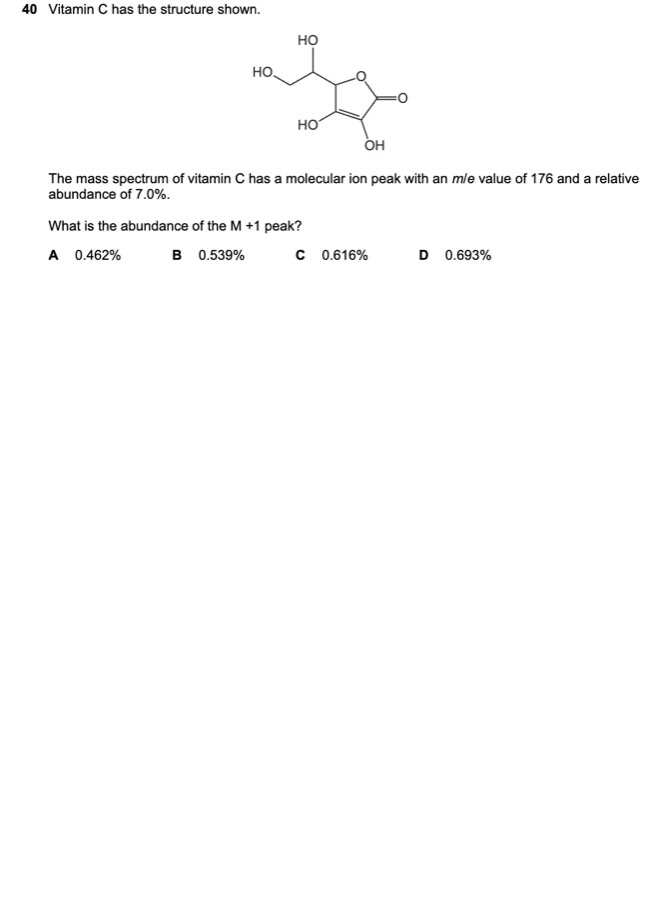 40 Vitamin C has the structure shown.
HO
HO
O
O
HO
OH
The mass spectrum of vitamin C has a molecular ion peak with an m/e value of 176 and a relative
abundance of 7.0%.
What is the abundance of the M +1 peak?
A 0.462% B 0.539% C 0.616% D 0.693%